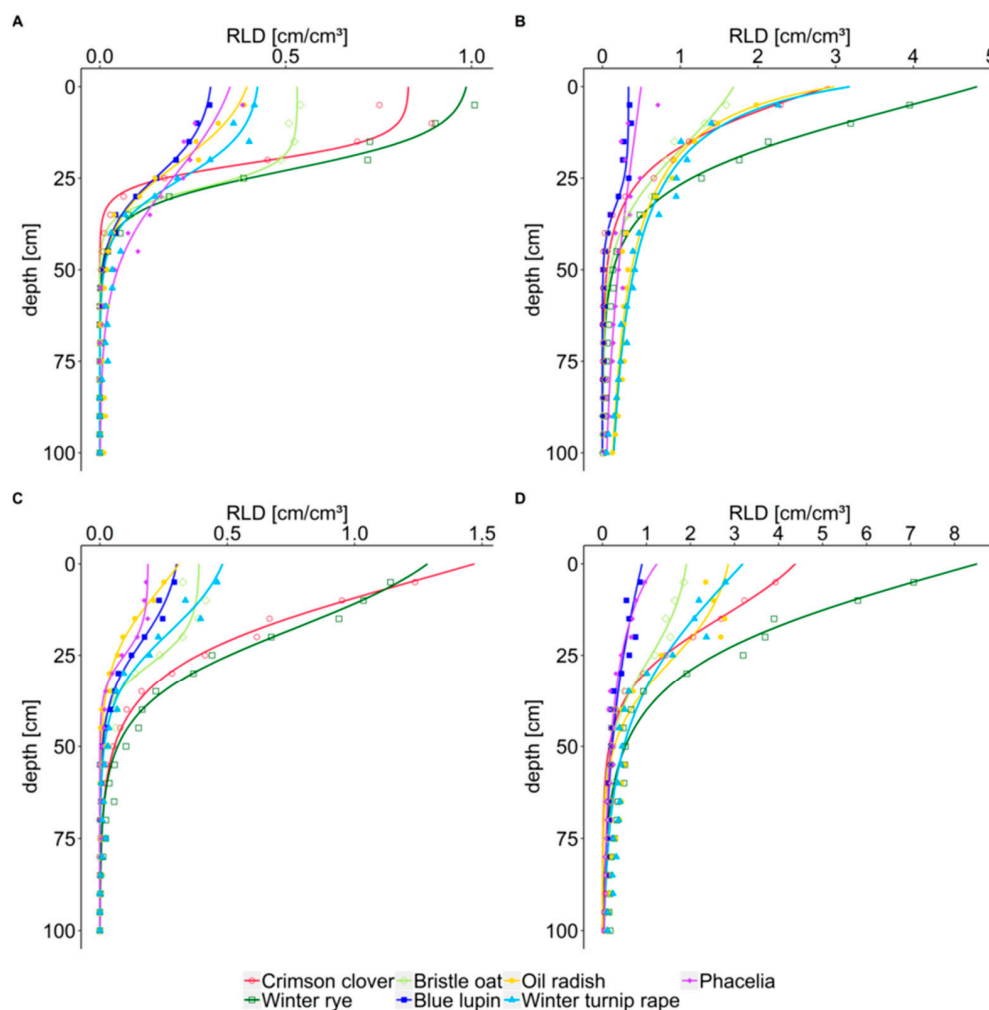 A
RLD [cm/cm³]
0.0 0.5 1.0
depth [cm]
0
25
50
75
100
B
RLD [cm/cm³]
0 1 2 3 4 5
depth [cm]
0
25
50
75
100
C
RLD [cm/cm³]
0.0 0.5 1.0 1.5
depth [cm]
0
25
50
75
100
D
RLD [cm/cm³]
0 1 2 3 4 5 6 7 8
depth [cm]
0
25
50
75
100
Crimson clover Bristle oat Oil radish Phacelia
Winter rye Blue lupin Winter turnip rape